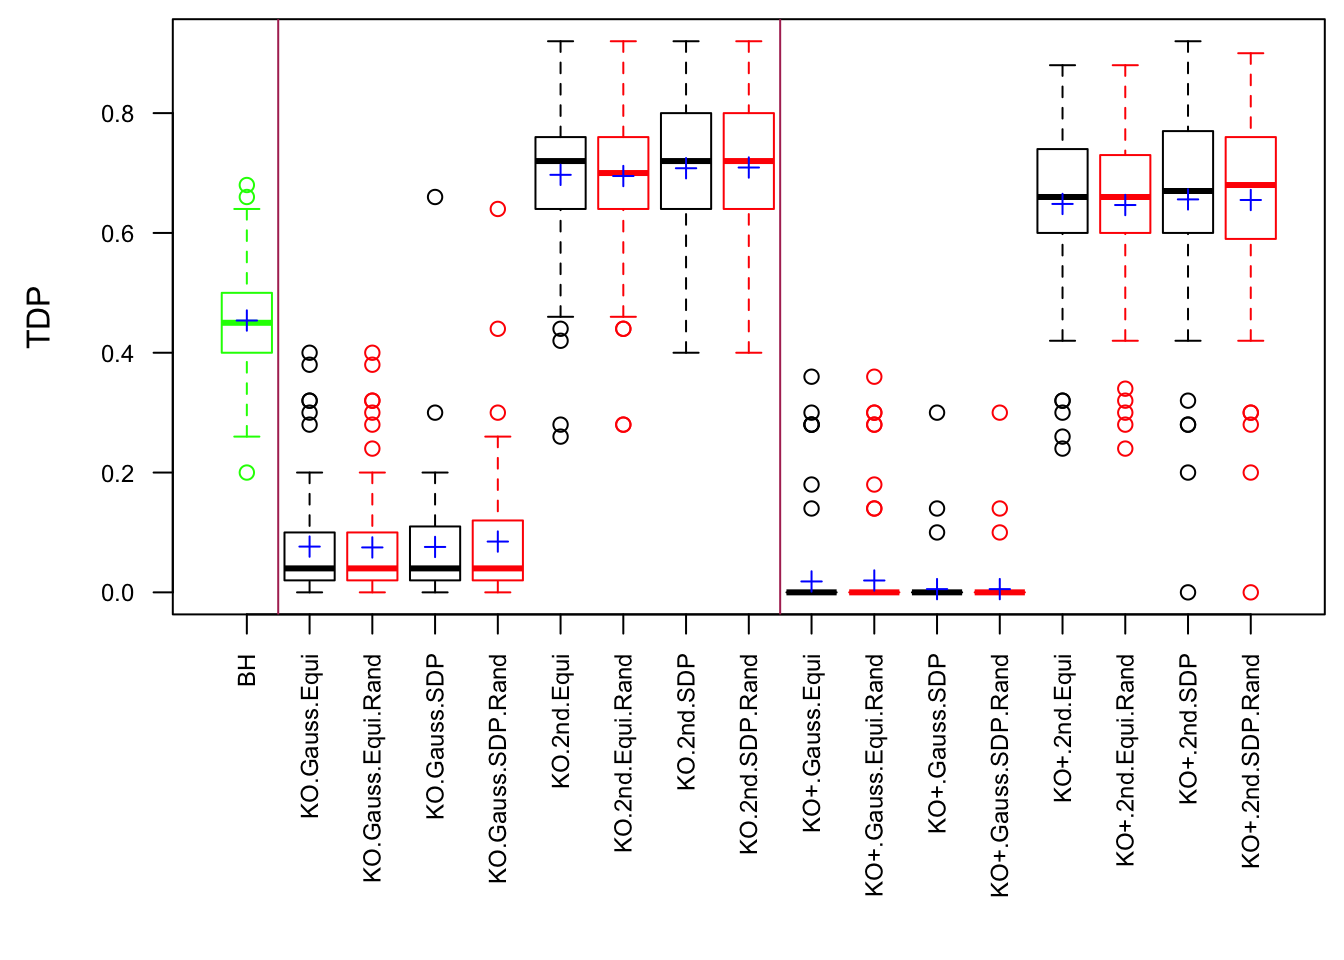 TDP
0.8
0.6
0.4
0.2
0.0
BH
KO.Gauss.Equi
KO.Gauss.Equi.Rand
KO.Gauss.SDP
KO.Gauss.SDP.Rand
KO.2nd.Equi
KO.2nd.Equi.Rand
KO.2nd.SDP
KO.2nd.SDP.Rand
KO+.Gauss.Equi
KO+.Gauss.Equi.Rand
KO+.Gauss.SDP
KO+.Gauss.SDP.Rand
KO+.2nd.Equi
KO+.2nd.Equi.Rand
KO+.2nd.SDP
KO+.2nd.SDP.Rand